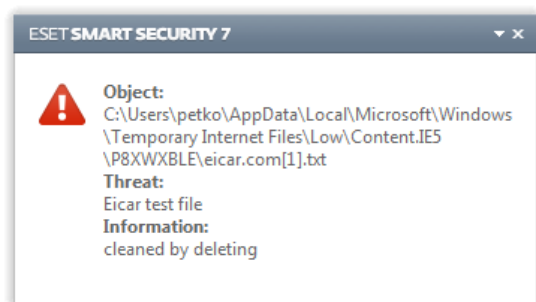 ESET SMART SECURITY 7
Object:
C:\Users\petko\AppData\Local\Microsoft\Windows
\Temporary Internet Files\Low\Content.IE5
\P8XWXBLE\eicar.com[1].txt
Threat:
Eicar test file
Information:
cleaned by deleting